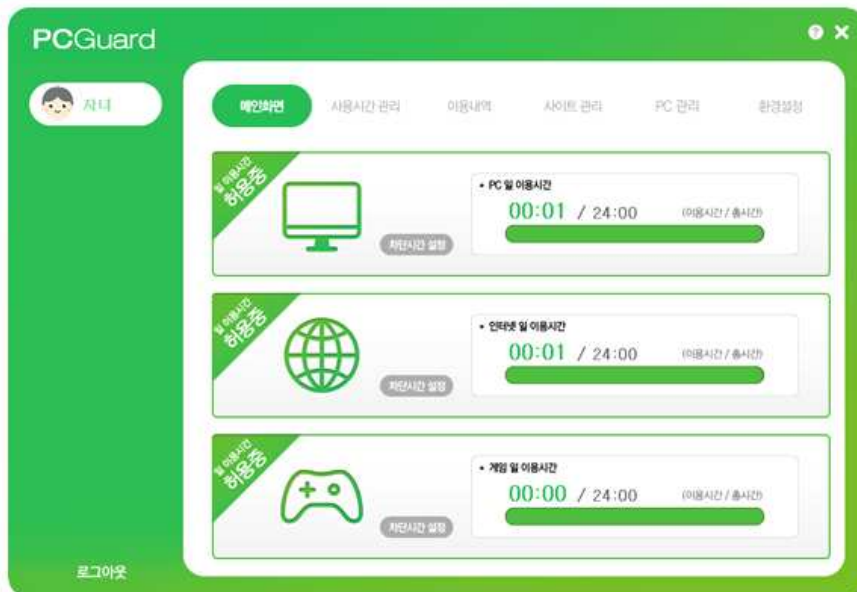 PCGuard
?
자녀
메인화면 사용시간 관리 이용내역 사이트 관리 PC 관리 환경설정
일 이용시간
허용중
• PC 일 이용시간
00:01 / 24:00 (이용시간 / 총시간)
차단시간 설정
일 이용시간
허용중
• 인터넷 일 이용시간
00:01 / 24:00 (이용시간 / 총시간)
차단시간 설정
일 이용시간
허용중
• 게임 일 이용시간
00:00 / 24:00 (이용시간 / 총시간)
차단시간 설정
로그아웃